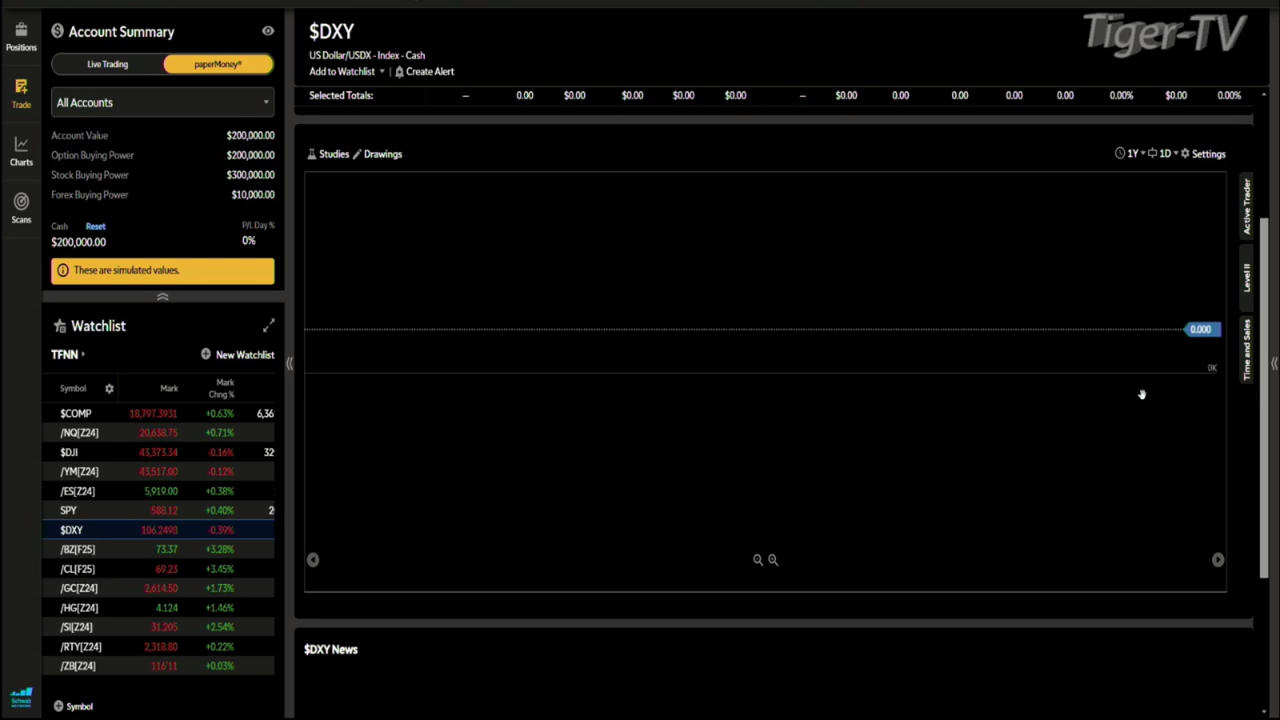 Positions
Trade
Charts
Scans
Account Summary
Live Trading
paperMoney®
All Accounts
Account Value $200,000.00
Option Buying Power $200,000.00
Stock Buying Power $300,000.00
Forex Buying Power $10,000.00
Cash Reset P/L Day %
$200,000.00 0%
These are simulated values.
Watchlist
TFNN New Watchlist
Symbol Mark Mark Chng %
$COMP 18,797.3931 +0.63% 6,36
/NQ[Z24] 20,638.75 +0.71%
$DJI 43,373.34 -0.16% 32
/YM[Z24] 43,517.00 -0.12%
/ES[Z24] 5,919.00 +0.38%
SPY 588.12 +0.40% 2
$DXY 106.2498 -0.39%
/BZ[F25] 73.37 +3.28%
/CL[F25] 69.23 +3.45%
/GC[Z24] 2,614.50 +1.73%
/HG[Z24] 4.124 +1.46%
/SI[Z24] 31.205 +2.54%
/RTY[Z24] 2,318.80 +0.22%
/ZB[Z24] 116'11 +0.03%
Symbol
Schwab
$DXY
US Dollar/USDX - Index - Cash
Add to Watchlist Create Alert
Tiger-TV
Selected Totals: – 0.00 $0.00 $0.00 $0.00 $0.00 – $0.00 0.00 0.00 0.00 0.00 0.00% $0.00 0.00%
Studies Drawings 1Y 1D Settings
0.000
0K
Active Trader
Level II
Time and Sales
$DXY News